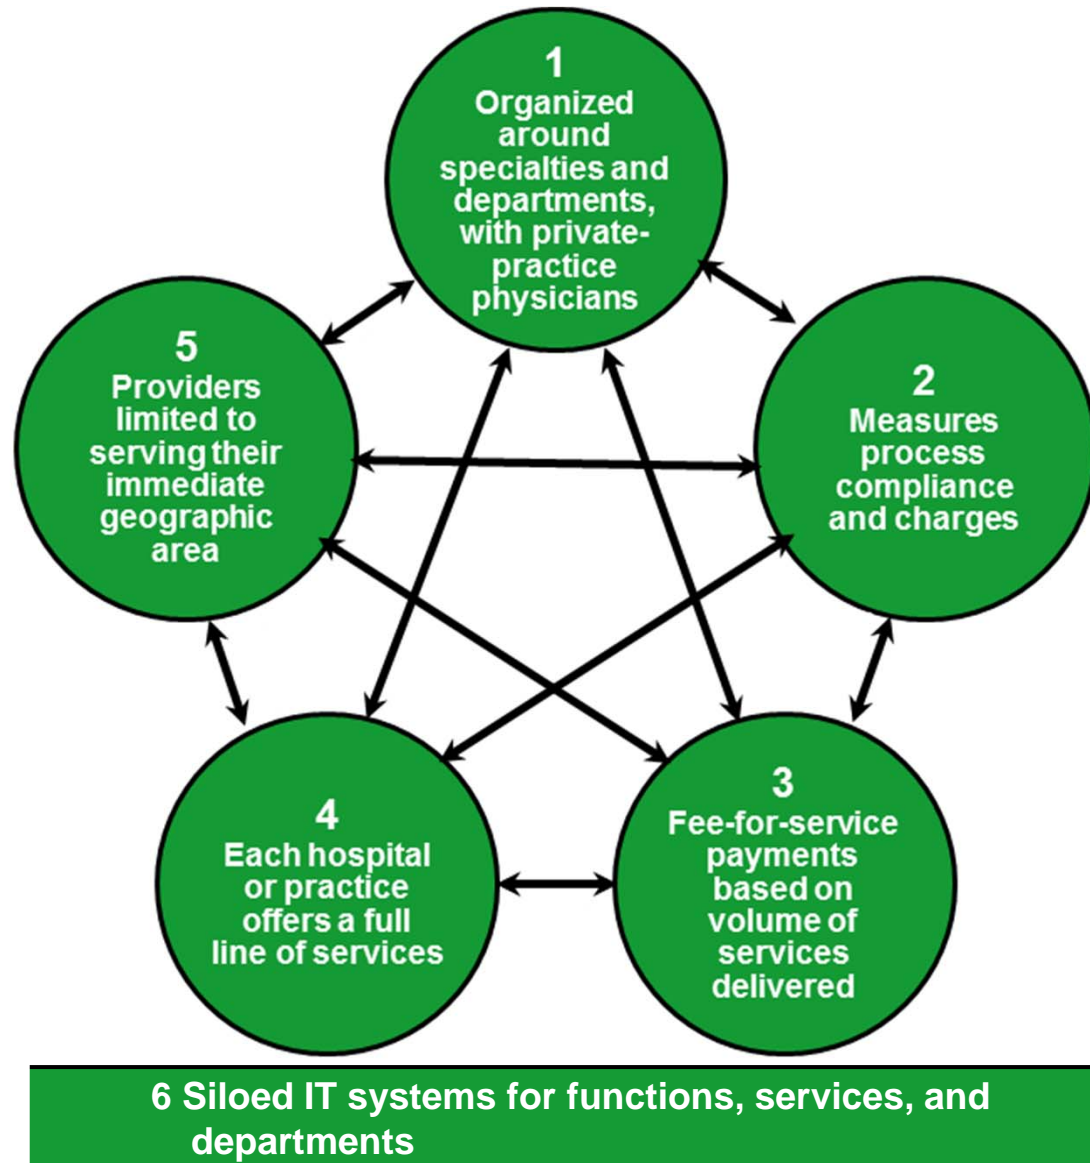 1
Organized
around
specialties and
departments,
with private-
practice
physicians
2
Measures
process
compliance
and charges
3
Fee-for-service
payments
based on
volume of
services
delivered
4
Each hospital
or practice
offers a full
line of services
5
Providers
limited to
serving their
immediate
geographic
area
6 Siloed IT systems for functions, services, and
departments